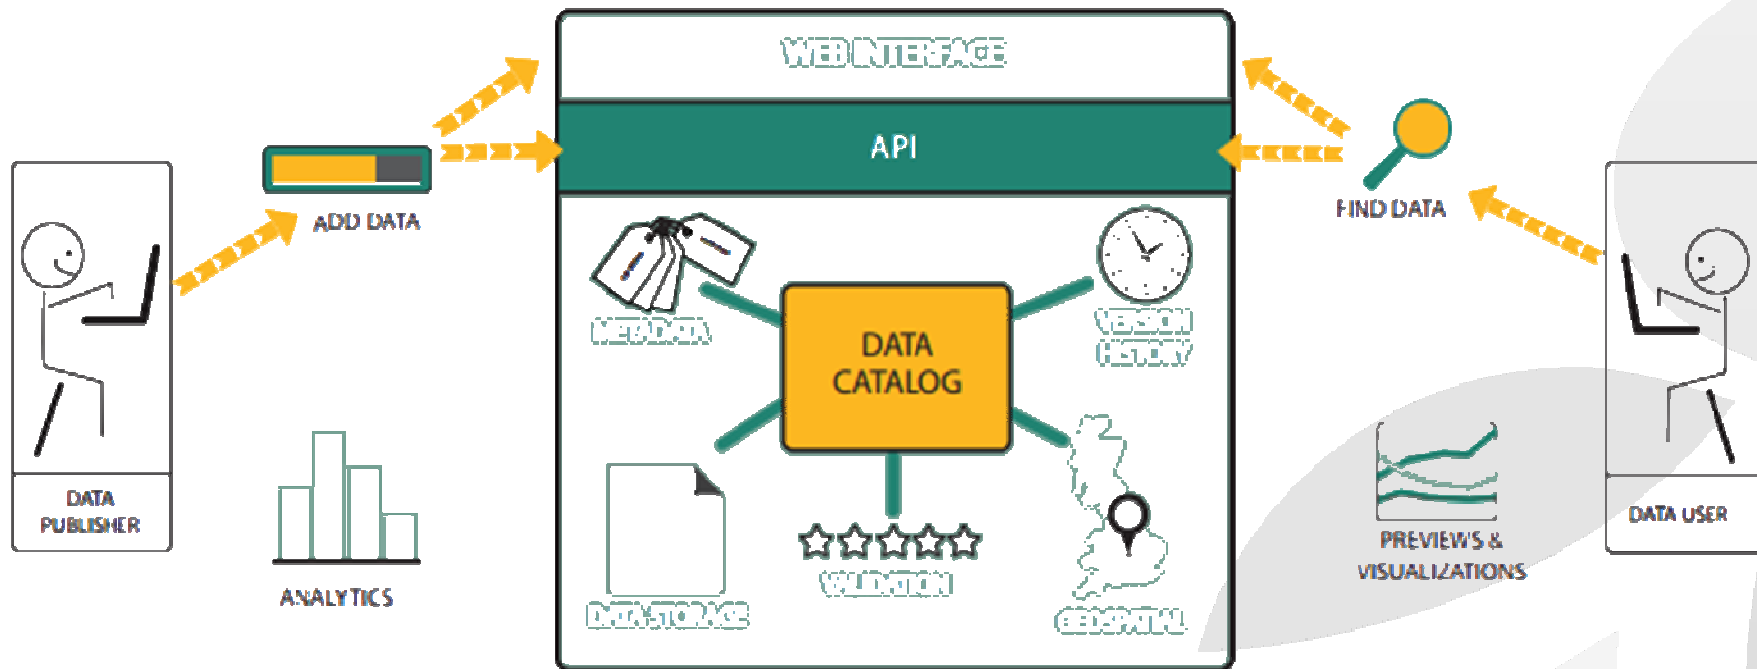 WEB INTERFACE
API
ADD DATA
FIND DATA
METADATA
VERSION
HISTORY
DATA
CATALOG
DATA
PUBLISHER
ANALYTICS
DATA STORAGE
VALIDATION
GEOSPATIAL
PREVIEWS &
VISUALIZATIONS
DATA USER